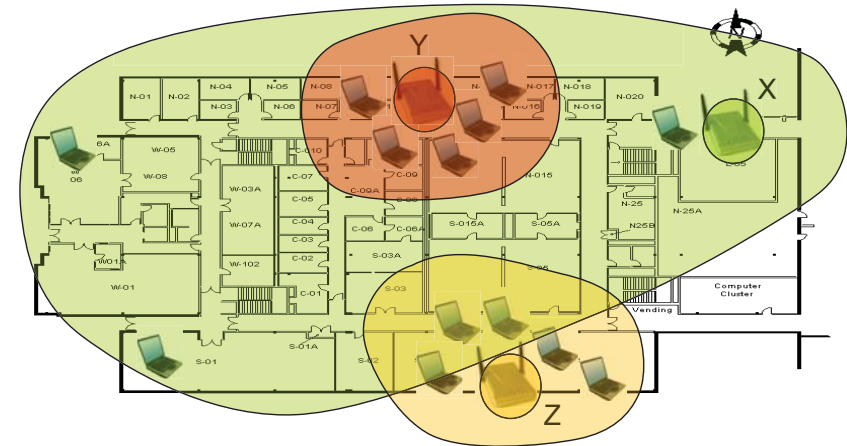 Y
N
X
N-04
N-05
N-08
N-017
N-018
N-01
N-02
N-020
N-03
N-06
N-07
N-016
N-019
6A
W-05
C-010
06
W-08
C-07
C-09
N-015
W-03A
C-09A
C-05
N-25
N-25A
W-07A
C-04
C-06
C-06A
S-015A
S-05A
N25B
C-03
W01A
W-102
C-02
S-03A
W-01
C-01
S-03
Computer
Cluster
Vending
S-01A
S-01
S-02
Z